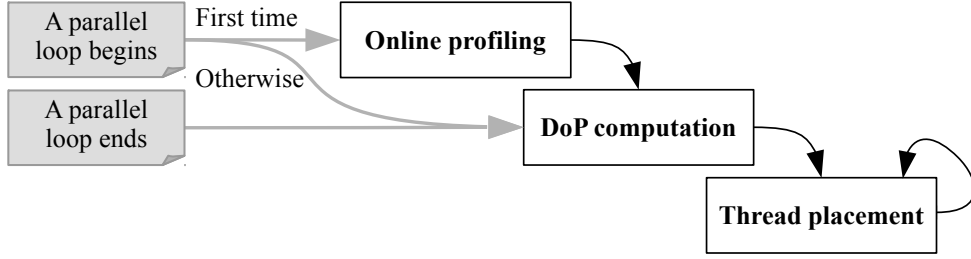 A parallel
loop begins
First time
Online profiling
Otherwise
A parallel
loop ends
DoP computation
Thread placement